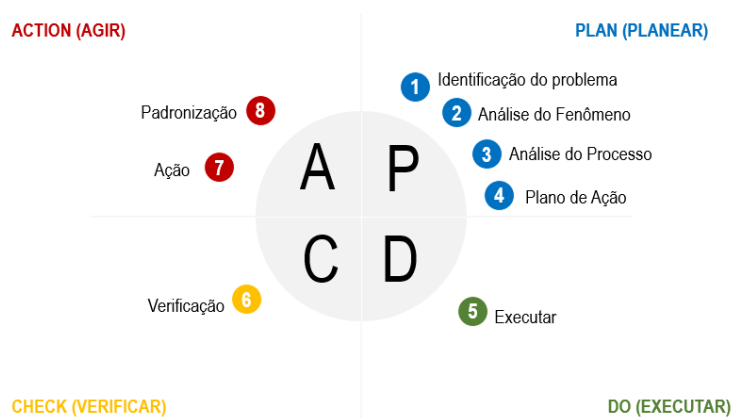 ACTION (AGIR)
PLAN (PLANEAR)
1 Identificação do problema
2 Análise do Fenômeno
3 Análise do Processo
4 Plano de Ação
Padronização 8
Ação 7
A P
C D
Verificação 6
5 Executar
CHECK (VERIFICAR)
DO (EXECUTAR)